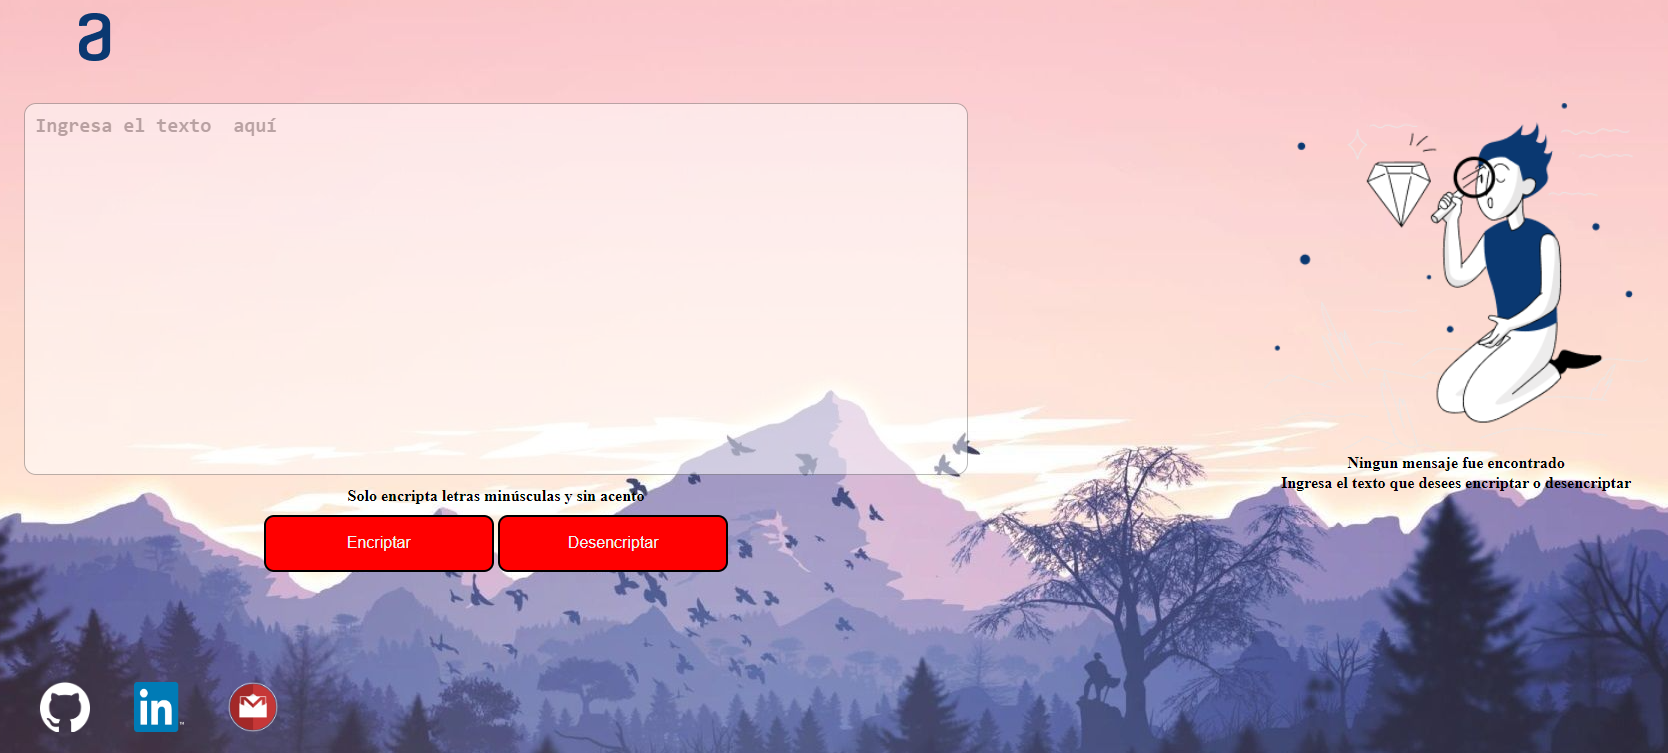 a
Ingresa el texto  aquí
Solo encripta letras minúsculas y sin acento
Encriptar
Desencriptar
Ningun mensaje fue encontrado
Ingresa el texto que desees encriptar o desencriptar
in